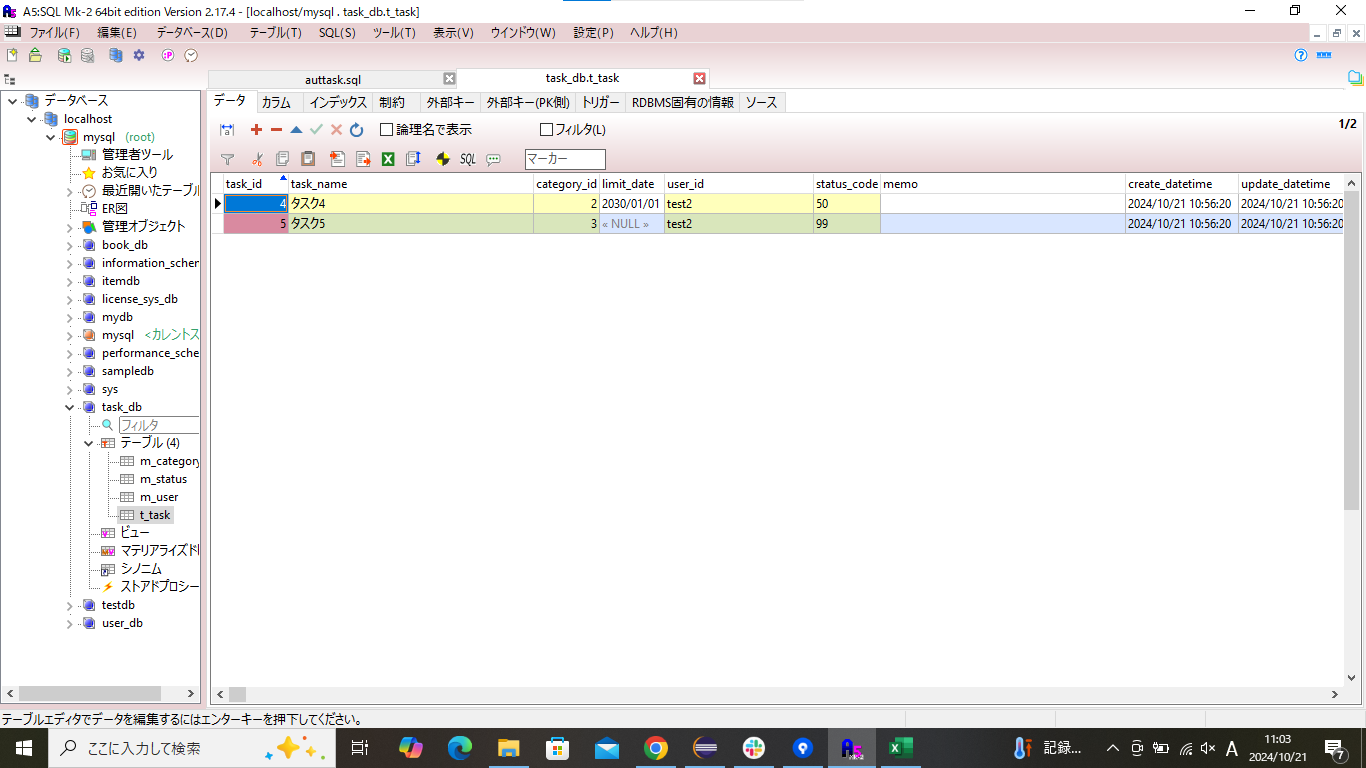 A5:SQL Mk-2 64bit edition Version 2.17.4 - [localhost/mysql . task_db.t_task]
ファイル(F) 編集(E) データベース(D) テーブル(T) SQL(S) ツール(T) 表示(V) ウインドウ(W) 設定(P) ヘルプ(H)
auttask.sql task_db.t_task
データ カラム インデックス 制約 外部キー 外部キー(PK側) トリガー RDBMS固有の情報 ソース
論理名で表示 フィルタ(L) 1/2
SQL マーカー
task_id task_name category_id limit_date user_id status_code memo create_datetime update_datetime
4 タスク4 2 2030/01/01 test2 50 2024/10/21 10:56:20 2024/10/21 10:56:20
5 タスク5 3 « NULL » test2 99 2024/10/21 10:56:20 2024/10/21 10:56:20
データベース
localhost
mysql (root)
管理者ツール
お気に入り
最近開いたテーブル
ER図
管理オブジェクト
book_db
information_scher
itemdb
license_sys_db
mydb
mysql <カレントス
performance_sche
sampledb
sys
task_db
フィルタ
テーブル (4)
m_category
m_status
m_user
t_task
ビュー
マテリアライズド
シノニム
ストアドプロシー
testdb
user_db
テーブルエディタでデータを編集するにはエンターキーを押下してください。
ここに入力して検索
記録...
A
11:03
2024/10/21
7